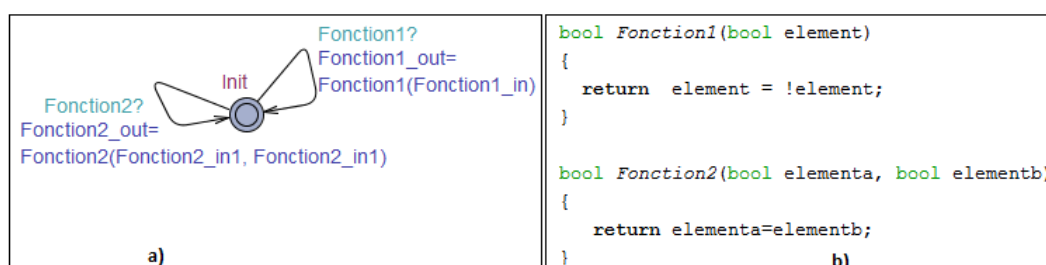 Fonction1?
Fonction1_out=
Fonction1(Fonction1_in)
Init
Fonction2?
Fonction2_out=
Fonction2(Fonction2_in1, Fonction2_in1)
a)
bool Fonction1(bool element)
{
return element = !element;
}
bool Fonction2(bool elementa, bool elementb)
{
return elementa=elementb;
}
b)